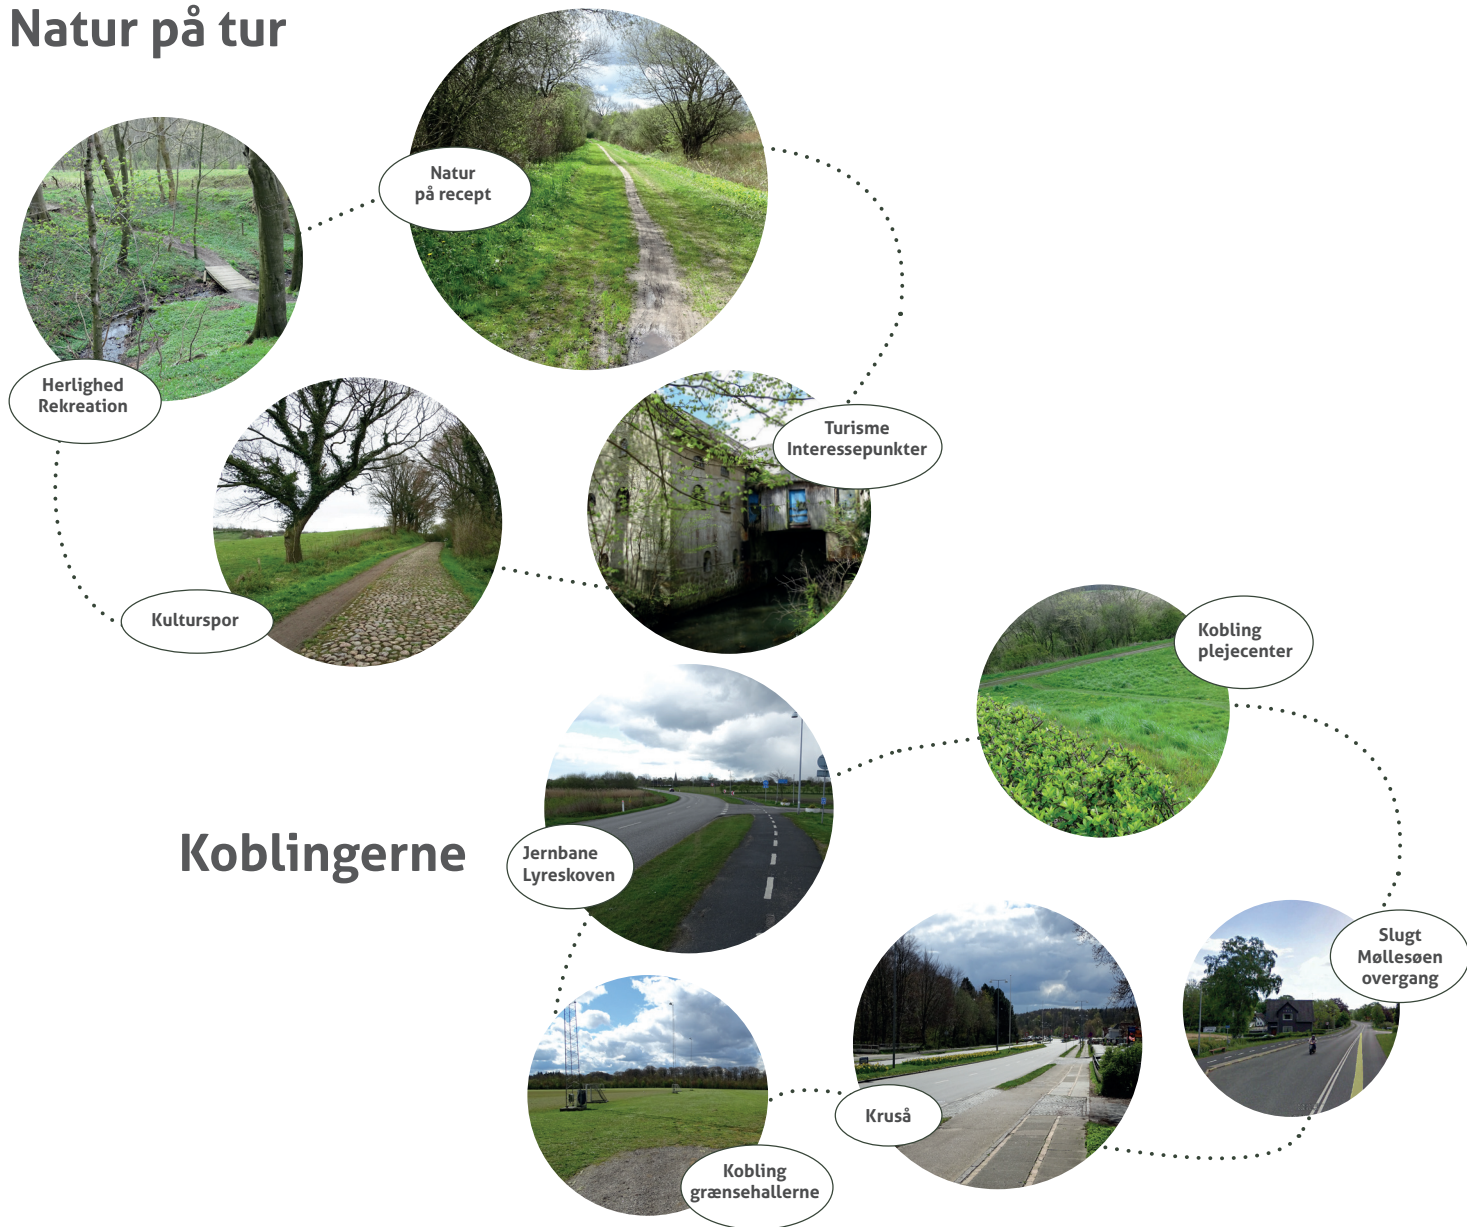 Natur på tur
Natur
på recept
Herlighed
Rekreation
Turisme
Interessepunkter
Kulturspor
Kobling
plejecenter
Koblingerne
Jernbane
Lyreskoven
Slugt
Møllesøen
overgang
Kruså
Kobling
grænsehallerne